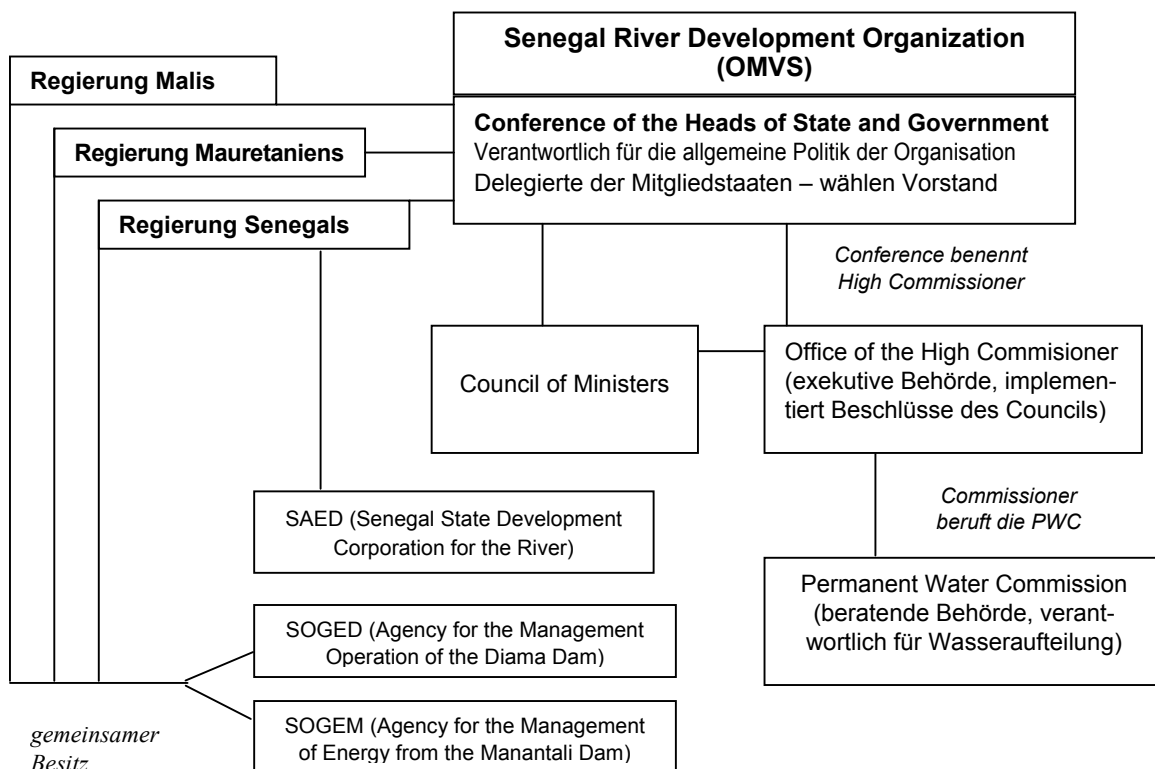 Senegal River Development Organization
(OMVS)
Regierung Malis
Conference of the Heads of State and Government
Verantwortlich für die allgemeine Politik der Organisation
Delegierte der Mitgliedstaaten – wählen Vorstand
Regierung Mauretaniens
Regierung Senegals
Conference benennt
High Commissioner
Council of Ministers
Office of the High Commisioner
(exekutive Behörde, implemen-
tiert Beschlüsse des Councils)
Commissioner
beruft die PWC
SAED (Senegal State Development
Corporation for the River)
Permanent Water Commission
(beratende Behörde, verant-
wortlich für Wasseraufteilung)
SOGED (Agency for the Management
Operation of the Diama Dam)
SOGEM (Agency for the Management
of Energy from the Manantali Dam)
gemeinsamer
Besitz